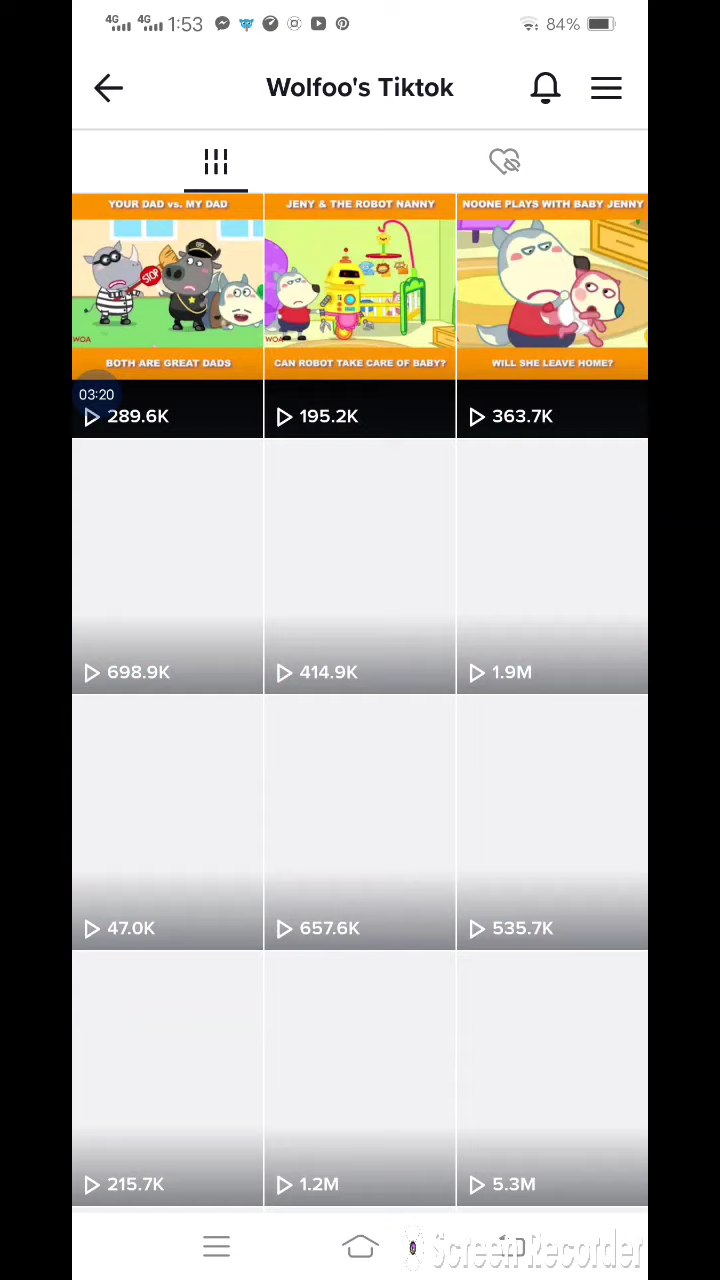 4G 4G 1:53 84%
Wolfoo's Tiktok
YOUR DAD vs. MY DAD
STOP
WOA
BOTH ARE GREAT DADS
03:20
289.6K
JENY & THE ROBOT NANNY
WOA
CAN ROBOT TAKE CARE OF BABY?
195.2K
NOONE PLAYS WITH BABY JENNY
WILL SHE LEAVE HOME?
363.7K
698.9K
414.9K
1.9M
47.0K
657.6K
535.7K
215.7K
1.2M
5.3M
Screen Recorder